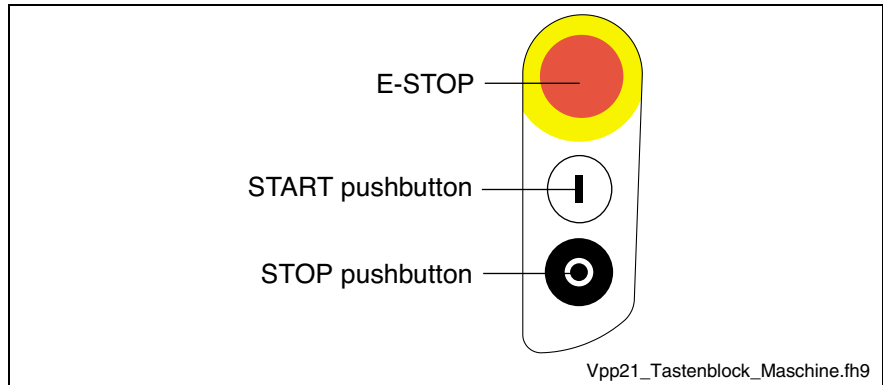 E-STOP
START pushbutton
STOP pushbutton
Vpp21_Tastenblock_Maschine.fh9